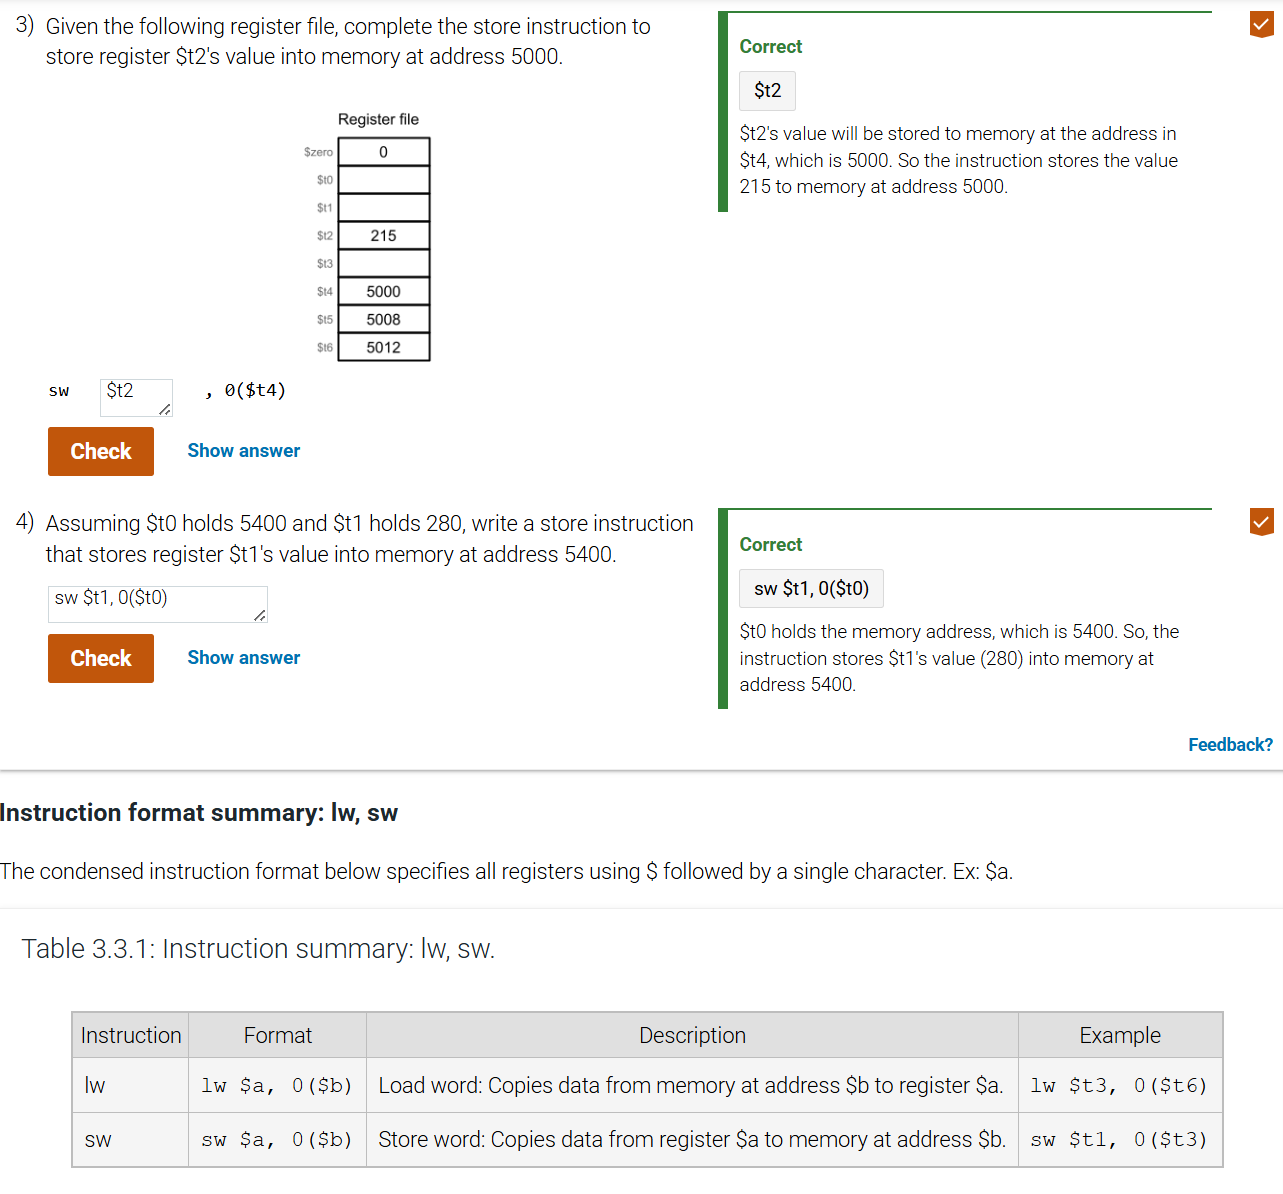 3) Given the following register file, complete the store instruction to
store register $t2's value into memory at address 5000.
Register file
$zero 0
$t0
$t1
$t2 215
$t3
$t4 5000
$t5 5008
$t6 5012
sw $t2 , 0($t4)
Check Show answer
Correct
$t2
$t2's value will be stored to memory at the address in
$t4, which is 5000. So the instruction stores the value
215 to memory at address 5000.
4) Assuming $t0 holds 5400 and $t1 holds 280, write a store instruction
that stores register $t1's value into memory at address 5400.
sw $t1, 0($t0)
Check Show answer
Correct
sw $t1, 0($t0)
$t0 holds the memory address, which is 5400. So, the
instruction stores $t1's value (280) into memory at
address 5400.
Feedback?
Instruction format summary: lw, sw
The condensed instruction format below specifies all registers using $ followed by a single character. Ex: $a.
Table 3.3.1: Instruction summary: lw, sw.
Instruction Format Description Example
lw lw $a, 0($b) Load word: Copies data from memory at address $b to register $a. lw $t3, 0($t6)
sw sw $a, 0($b) Store word: Copies data from register $a to memory at address $b. sw $t1, 0($t3)